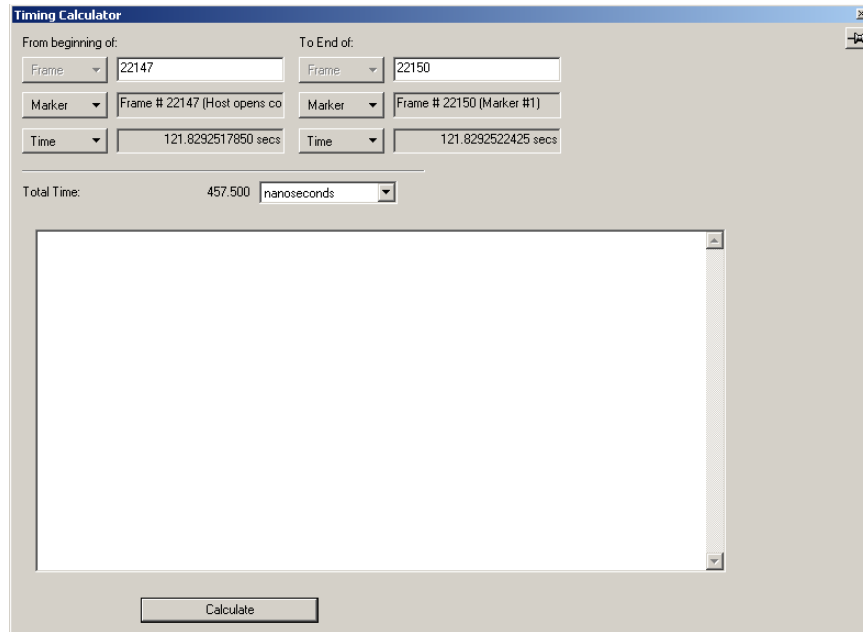 Timing Calculator
From beginning of: To End of:
Frame 22147 Frame 22150
Marker Frame # 22147 (Host opens co Marker Frame # 22150 (Marker #1)
Time 121.8292517850 secs Time 121.8292522425 secs
Total Time: 457.500 nanoseconds
Calculate